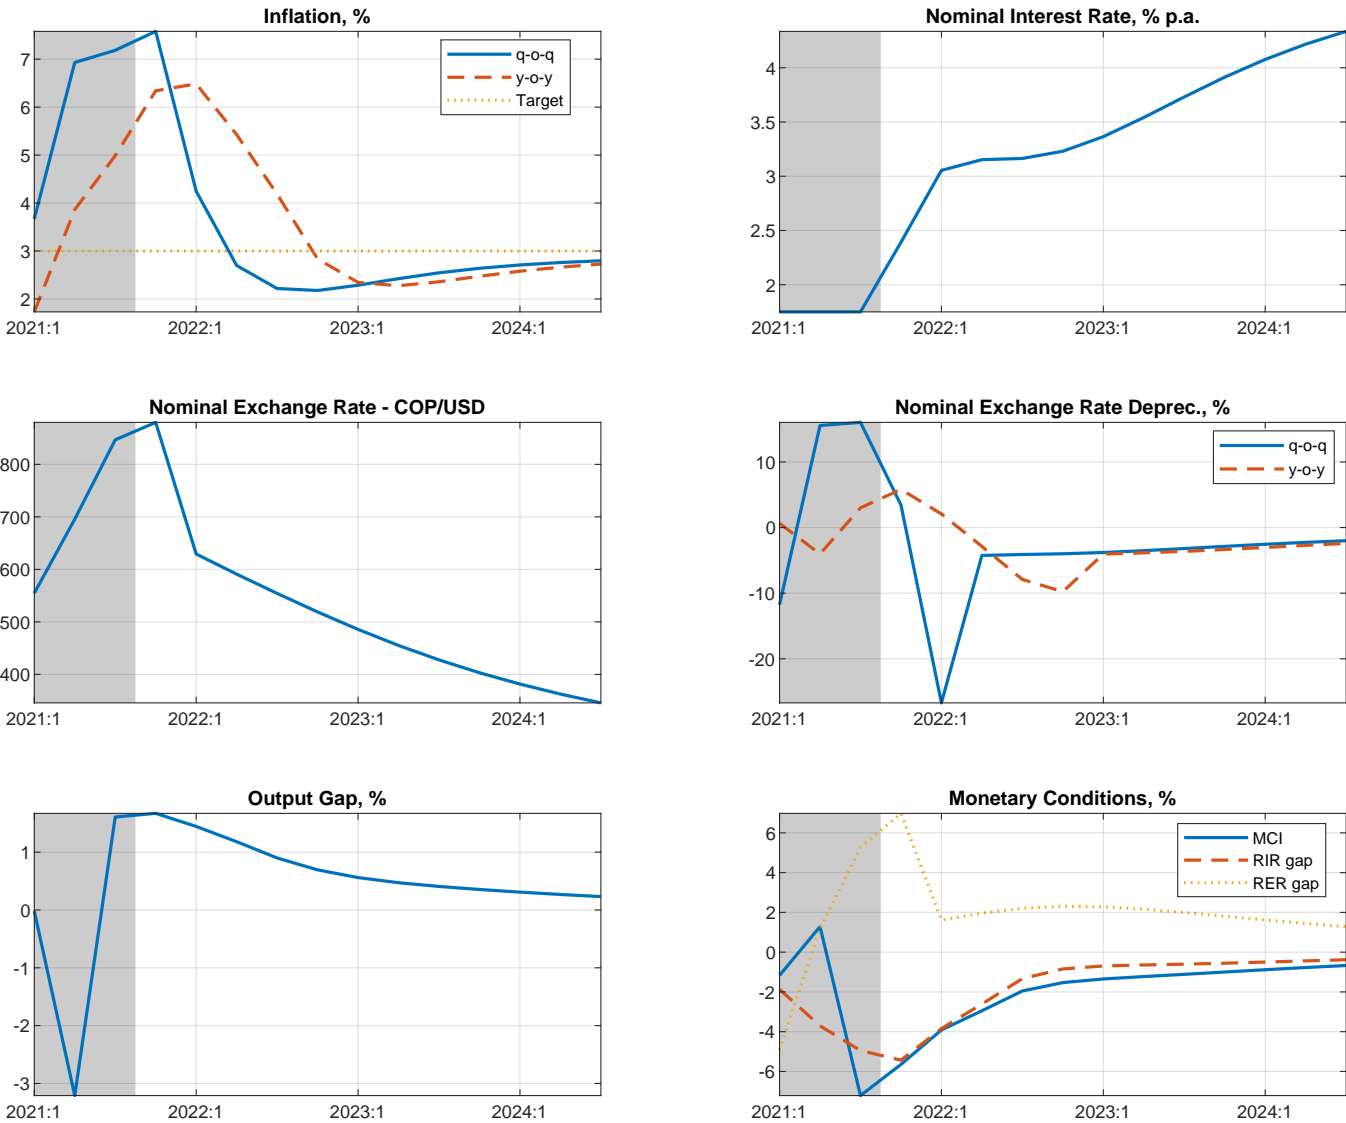 Inflation, %
7
6
5
4
3
2
q-o-q
y-o-y
Target
2021:1 2022:1 2023:1 2024:1
Nominal Interest Rate, % p.a.
4
3.5
3
2.5
2
2021:1 2022:1 2023:1 2024:1
Nominal Exchange Rate - COP/USD
800
700
600
500
400
2021:1 2022:1 2023:1 2024:1
Nominal Exchange Rate Deprec., %
10
0
-10
-20
q-o-q
y-o-y
2021:1 2022:1 2023:1 2024:1
Output Gap, %
1
0
-1
-2
-3
2021:1 2022:1 2023:1 2024:1
Monetary Conditions, %
6
4
2
0
-2
-4
-6
MCI
RIR gap
RER gap
2021:1 2022:1 2023:1 2024:1